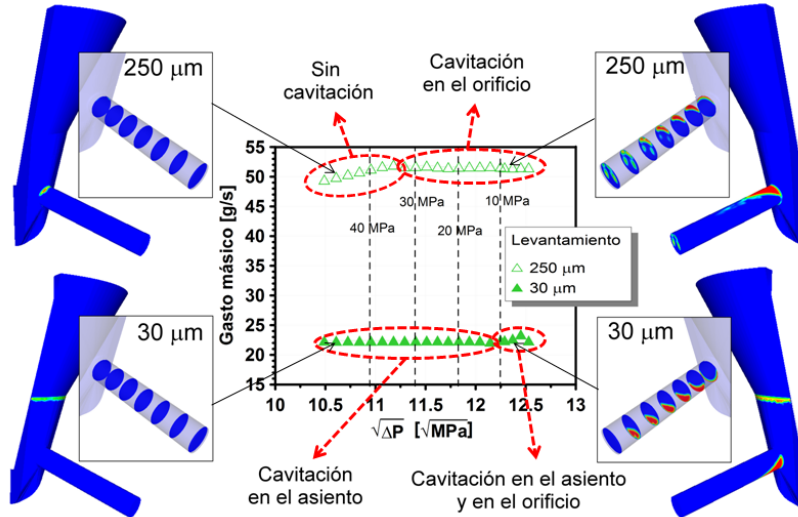 250 µm
Sin
cavitación
Cavitación
en el orificio
250 µm
Gasto másico [g/s]
55
50
45
40
35
30
25
20
15
40 MPa
30 MPa
20 MPa
10 MPa
Levantamiento
250 µm
30 µm
30 µm
30 µm
10 10.5 11 11.5 12 12.5 13
√ΔP [√MPa]
Cavitación
en el asiento
Cavitación en el asiento
y en el orificio